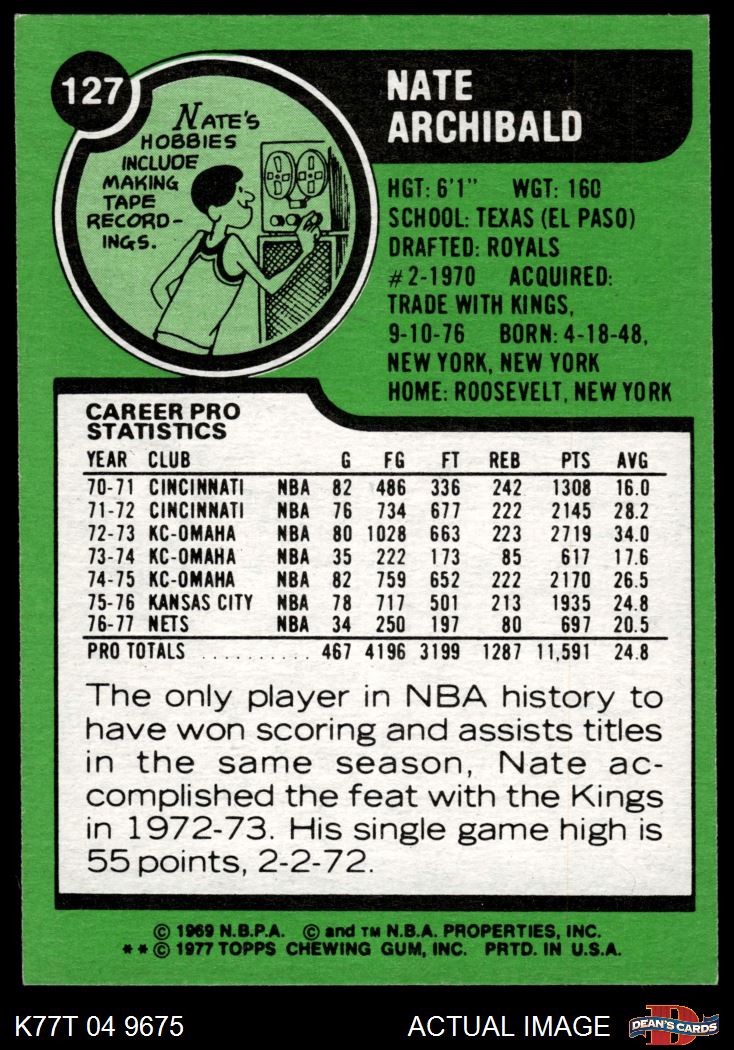 127
NATE'S
HOBBIES
INCLUDE
MAKING
TAPE
RECORD-
INGS.
NATE
ARCHIBALD
HGT: 6'1" WGT: 160
SCHOOL: TEXAS (EL PASO)
DRAFTED: ROYALS
#2-1970 ACQUIRED:
TRADE WITH KINGS,
9-10-76 BORN: 4-18-48,
NEW YORK, NEW YORK
HOME: ROOSEVELT, NEW YORK
CAREER PRO
STATISTICS
YEAR CLUB G FG FT REB PTS AVG
70-71 CINCINNATI NBA 82 486 336 242 1308 16.0
71-72 CINCINNATI NBA 76 734 677 222 2145 28.2
72-73 KC-OMAHA NBA 80 1028 663 223 2719 34.0
73-74 KC-OMAHA NBA 35 222 173 85 617 17.6
74-75 KC-OMAHA NBA 82 759 652 222 2170 26.5
75-76 KANSAS CITY NBA 78 717 501 213 1935 24.8
76-77 NETS NBA 34 250 197 80 697 20.5
PRO TOTALS .......... 467 4196 3199 1287 11,591 24.8
The only player in NBA history to
have won scoring and assists titles
in the same season, Nate ac-
complished the feat with the Kings
in 1972-73. His single game high is
55 points, 2-2-72.
© 1969 N.B.P.A. © and TM N.B.A. PROPERTIES, INC.
** © 1977 TOPPS CHEWING GUM, INC. PRTD. IN U.S.A.
K77T 04 9675 ACTUAL IMAGE DEAN'S CARDS